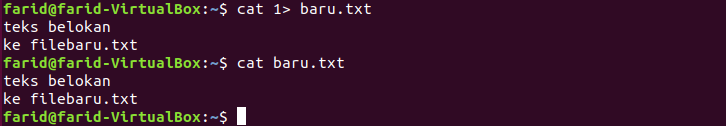 farid@farid-VirtualBox:~$ cat 1> baru.txt
teks belokan
ke filebaru.txt
farid@farid-VirtualBox:~$ cat baru.txt
teks belokan
ke filebaru.txt
farid@farid-VirtualBox:~$